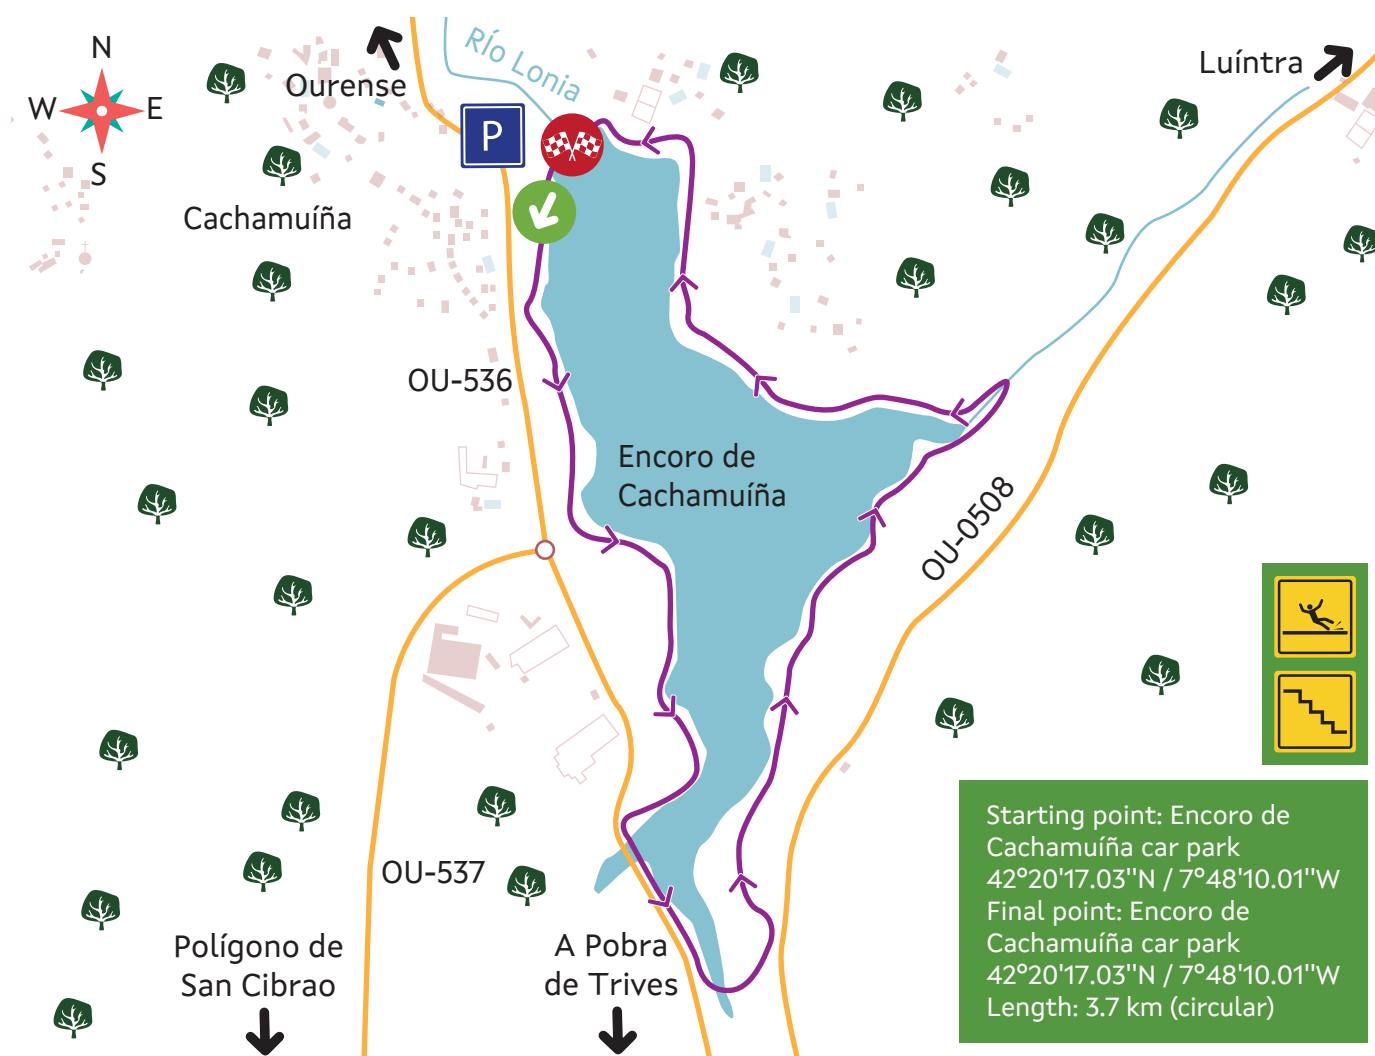 N
W
E
S
Ourense
Río Lonia
Luíntra
P
Cachamuíña
OU-536
Encoro de
Cachamuíña
OU-0508
OU-537
Polígono de
San Cibrao
A Pobra
de Trives
Starting point: Encoro de
Cachamuíña car park
42°20'17.03''N / 7°48'10.01''W
Final point: Encoro de
Cachamuíña car park
42°20'17.03''N / 7°48'10.01''W
Length: 3.7 km (circular)